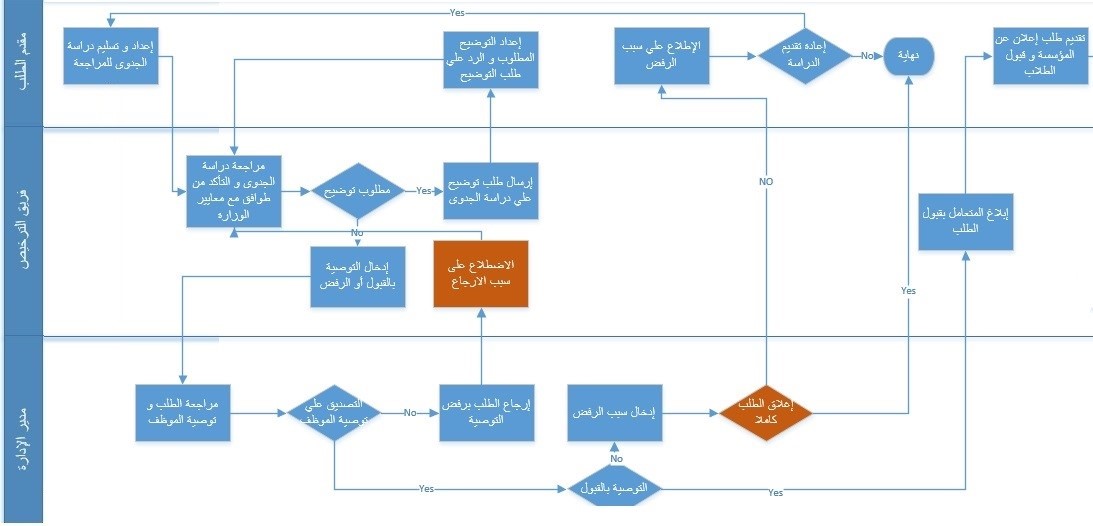 مقدم الطلب
Yes
إعداد و تسليم دراسة
الجدوى للمراجعة
إعداد التوضيح
المطلوب و الرد علي
طلب التوضيح
الإطلاع علي سبب
الرفض
إعاده تقديم
الدراسة
No
نهاية
تقديم طلب إعلان عن
المؤسسة و قبول
الطلاب
فريق الترخيص
مراجعة دراسة
الجدوى و التأكد من
طوافق مع معايير
الوزاره
مطلوب توضيح
Yes
إرسال طلب توضيح
علي دراسة الجدوى
No
إدخال التوصية
بالقبول أو الرفض
الاضطلاع على
سبب الارجاع
NO
Yes
إبلاغ المتعامل بقبول
الطلب
مدير الإدارة
مراجعة الطلب و
توصية الموظف
التصديق علي
توصية الموظف
No
إرجاع الطلب برفض
التوصية
إدخال سبب الرفض
إغلاق الطلب
كاملا
Yes
No
التوصية بالقبول
Yes